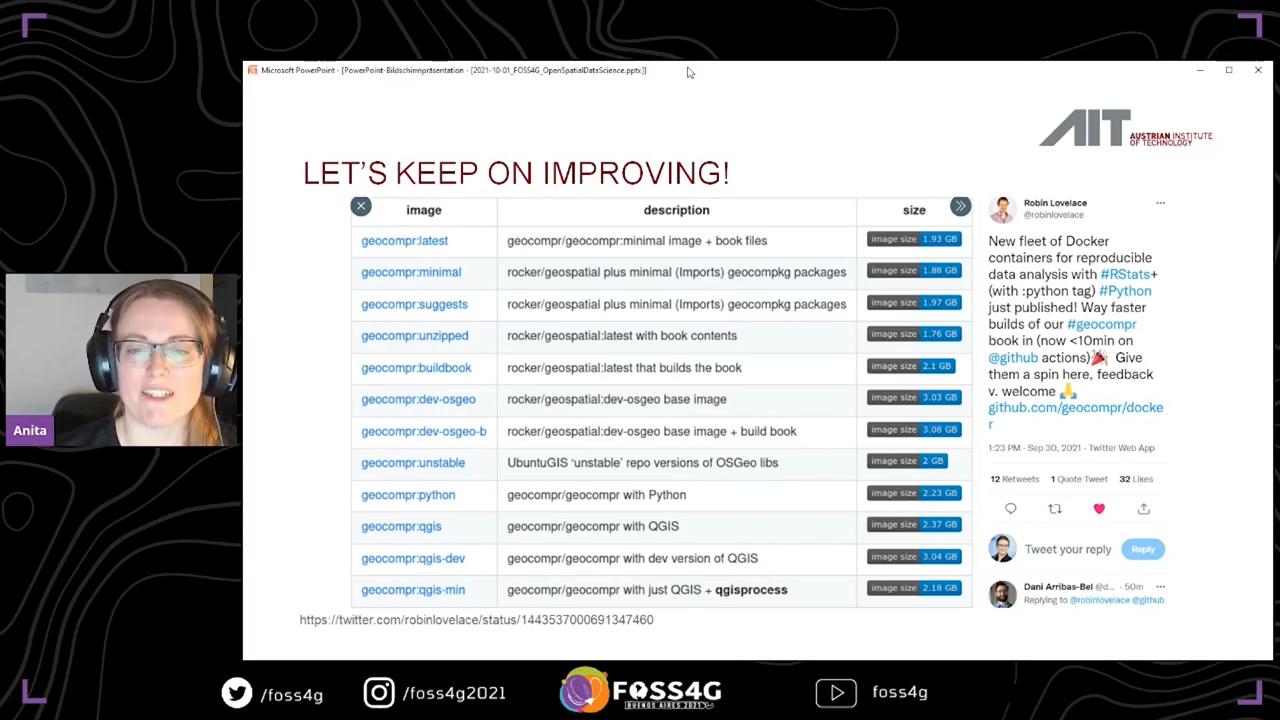 Microsoft PowerPoint - [PowerPoint-Bildschirmpräsentation - [2021-10-01_FOSS4G_OpenSpatialDataScience.pptx]]
AIT AUSTRIAN INSTITUTE
OF TECHNOLOGY
LET'S KEEP ON IMPROVING!
image description size
geocompr:latest geocompr/geocompr:minimal image + book files image size 1.93 GB
geocompr:minimal rocker/geospatial plus minimal (Imports) geocompkg packages image size 1.88 GB
geocompr:suggests rocker/geospatial plus minimal (Imports) geocompkg packages image size 1.97 GB
geocompr:unzipped rocker/geospatial:latest with book contents image size 1.76 GB
geocompr:buildbook rocker/geospatial:latest that builds the book image size 2.1 GB
geocompr:dev-osgeo rocker/geospatial:dev-osgeo base image image size 3.03 GB
geocompr:dev-osgeo-b rocker/geospatial:dev-osgeo base image + build book image size 3.08 GB
geocompr:unstable UbuntuGIS 'unstable' repo versions of OSGeo libs image size 2 GB
geocompr:python geocompr/geocompr with Python image size 2.23 GB
geocompr:qgis geocompr/geocompr with QGIS image size 2.37 GB
geocompr:qgis-dev geocompr/geocompr with dev version of QGIS image size 3.04 GB
geocompr:qgis-min geocompr/geocompr with just QGIS + qgisprocess image size 2.18 GB
https://twitter.com/robinlovelace/status/1443537000691347460
Robin Lovelace
@robinlovelace
New fleet of Docker
containers for reproducible
data analysis with #RStats+
(with :python tag) #Python
just published! Way faster
builds of our #geocompr
book in (now <10min on
@github actions)🎉 Give
them a spin here, feedback
v. welcome 🙏
github.com/geocompr/docke
r
1:23 PM · Sep 30, 2021 · Twitter Web App
12 Retweets 1 Quote Tweet 32 Likes
Tweet your reply Reply
Dani Arribas-Bel @d... · 50m
Replying to @robinlovelace @github
Anita
/foss4g /foss4g2021 FOSS4G foss4g
BUENOS AIRES 2021